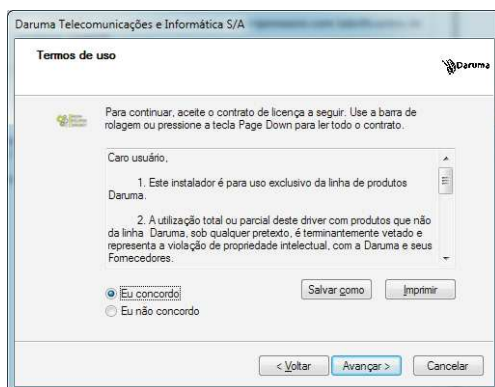 Daruma Telecomunicações e Informática S/A
Termos de uso
Daruma
Para continuar, aceite o contrato de licença a seguir. Use a barra de
rolagem ou pressione a tecla Page Down para ler todo o contrato.
Caro usuário,
1. Este instalador é para uso exclusivo da linha de produtos
Daruma.
2. A utilização total ou parcial deste driver com produtos que não
da linha Daruma, sob qualquer pretexto, é terminantemente vetado e
representa a violação de propriedade intelectual, com a Daruma e seus
Fornecedores.
Eu concordo
Salvar como
Imprimir
Eu não concordo
< Voltar
Avançar >
Cancelar